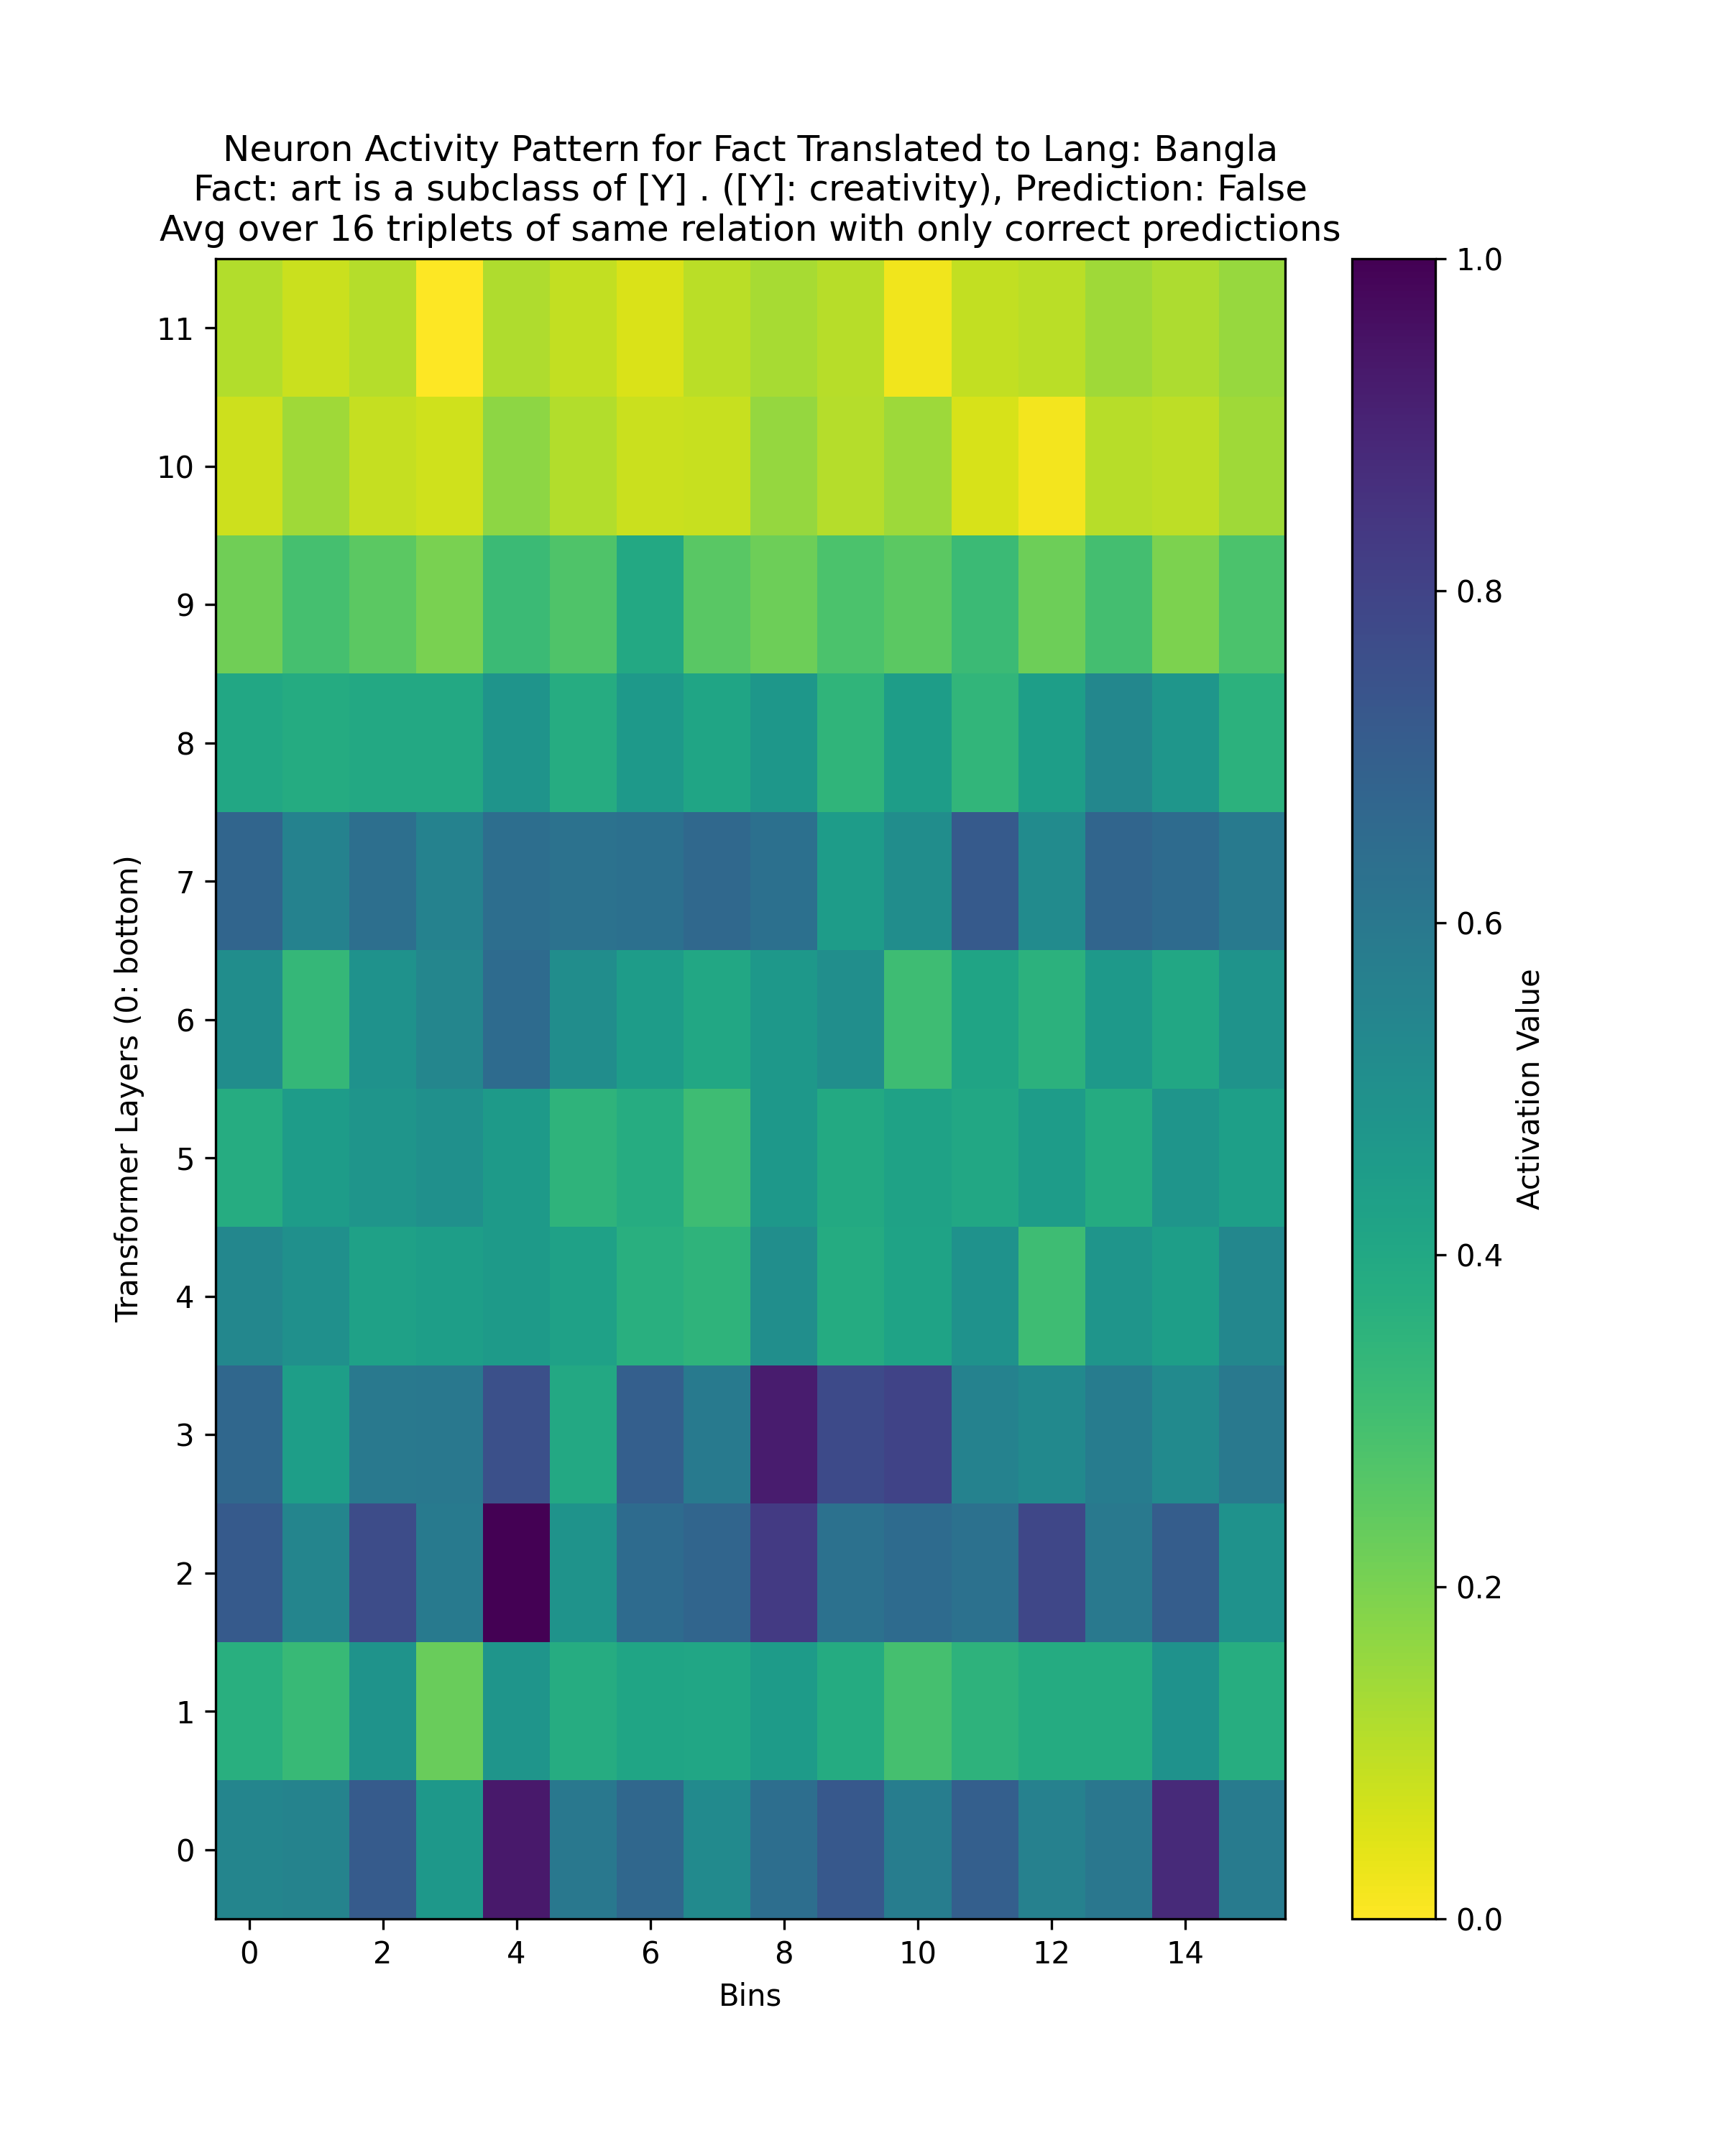 Neuron Activity Pattern for Fact Translated to Lang: Bangla
Fact: art is a subclass of [Y] . ([Y]: creativity), Prediction: False
Avg over 16 triplets of same relation with only correct predictions
11
10
9
8
7
6
5
4
3
2
1
0
Transformer Layers (0: bottom)
0 2 4 6 8 10 12 14
Bins
1.0
0.8
0.6
0.4
0.2
0.0
Activation Value